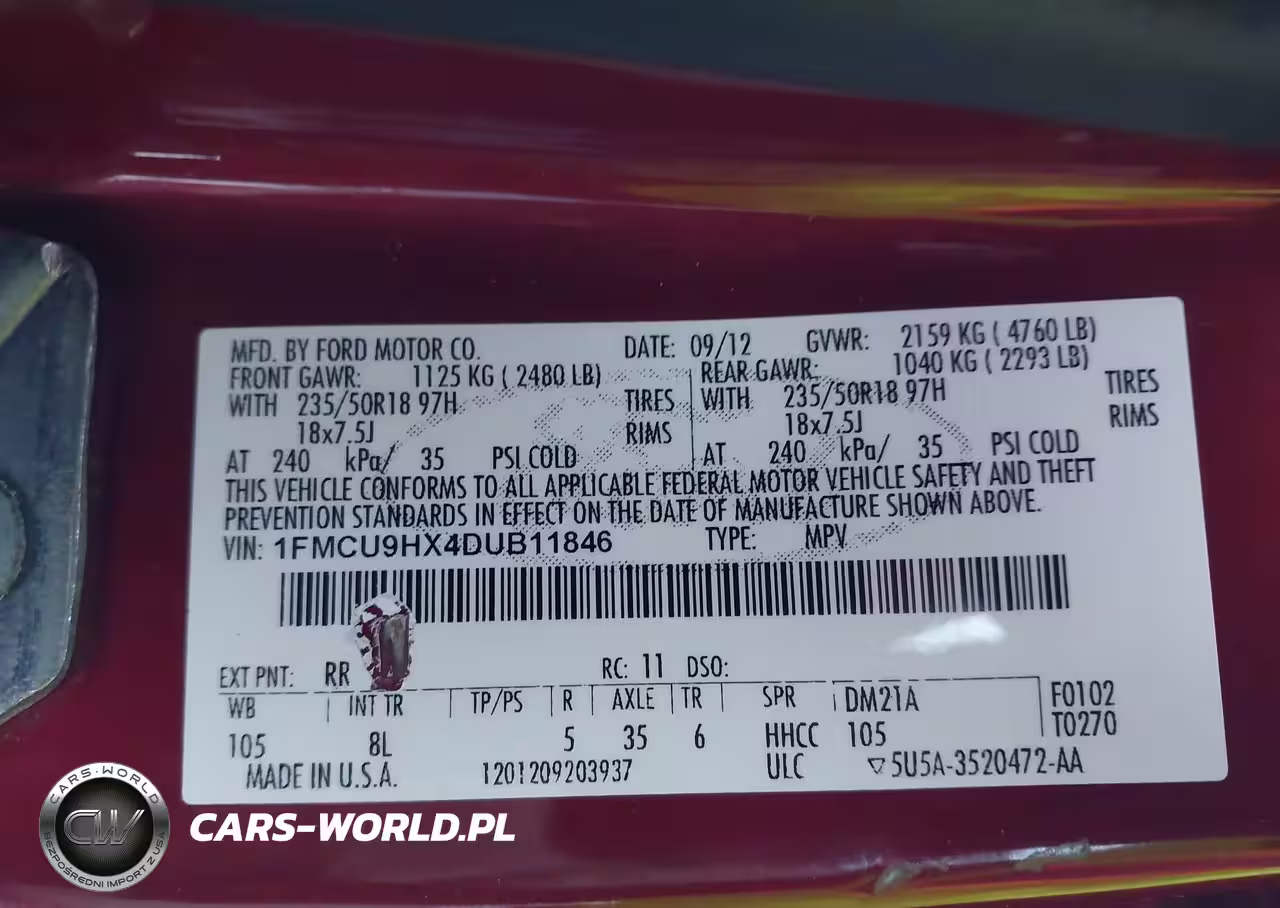 MFD. BY FORD MOTOR CO. DATE: 09/12 GVWR: 2159 KG ( 4760 LB)
FRONT GAWR: 1125 KG ( 2480 LB) REAR GAWR: 1040 KG ( 2293 LB)
WITH 235/50R18 97H TIRES WITH 235/50R18 97H TIRES
18x7.5J RIMS 18x7.5J RIMS
AT 240 kPa/ 35 PSI COLD AT 240 kPa/ 35 PSI COLD
THIS VEHICLE CONFORMS TO ALL APPLICABLE FEDERAL MOTOR VEHICLE SAFETY AND THEFT
PREVENTION STANDARDS IN EFFECT ON THE DATE OF MANUFACTURE SHOWN ABOVE.
VIN: 1FMCU9HX4DUB11846 TYPE: MPV
EXT PNT: RR RC: 11 DSO:
WB INT TR TP/PS R AXLE TR SPR DM21A F0102
105 8L 5 35 6 HHCC 105 T0270
MADE IN U.S.A. 1201209203937 ULC ▽5U5A-3520472-AA
CARS-WORLD
CW
BEZPOŚREDNI IMPORT Z USA
CARS-WORLD.PL